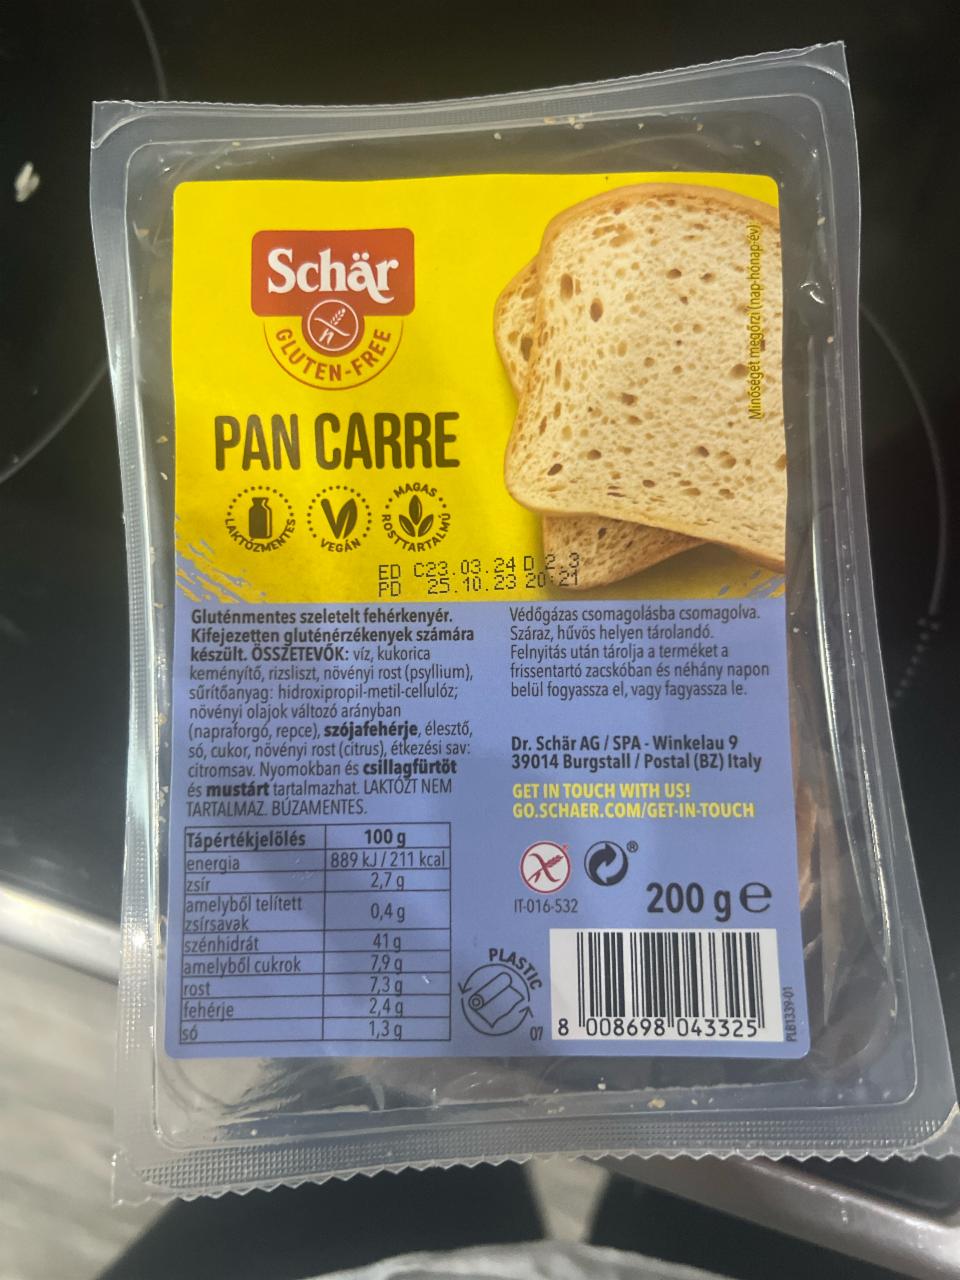 Schär
GLUTEN-FREE
PAN CARRE
LAKTÓZMENTES
VEGÁN
MAGAS ROSTTARTALMÚ
Minőségét megőrzi (nap-hónap-év):
ED C23.03.24 D 2.3
PD 25.10.23 20:21
Gluténmentes szeletelt fehérkenyér.
Kifejezetten gluténérzékenyek számára
készült. ÖSSZETEVŐK: víz, kukorica
keményítő, rizsliszt, növényi rost (psyllium),
sűrítőanyag: hidroxipropil-metil-cellulóz;
növényi olajok változó arányban
(napraforgó, repce), szójafehérje, élesztő,
só, cukor, növényi rost (citrus), étkezési sav:
citromsav. Nyomokban és csillagfürtöt
és mustárt tartalmazhat. LAKTÓZT NEM
TARTALMAZ. BÚZAMENTES.
Tápértékjelölés 100 g
energia 889 kJ / 211 kcal
zsír 2,7 g
amelyből telített
zsírsavak 0,4 g
szénhidrát 41 g
amelyből cukrok 7,9 g
rost 7,3 g
fehérje 2,4 g
só 1,3 g
Védőgázas csomagolásba csomagolva.
Száraz, hűvös helyen tárolandó.
Felnyitás után tárolja a terméket a
frissentartó zacskóban és néhány napon
belül fogyassza el, vagy fagyassza le.
Dr. Schär AG / SPA - Winkelau 9
39014 Burgstall / Postal (BZ) Italy
GET IN TOUCH WITH US!
GO.SCHAER.COM/GET-IN-TOUCH
®
IT-016-532
200 g e
PLASTIC
07
8 008698 043325
PLB1339-01